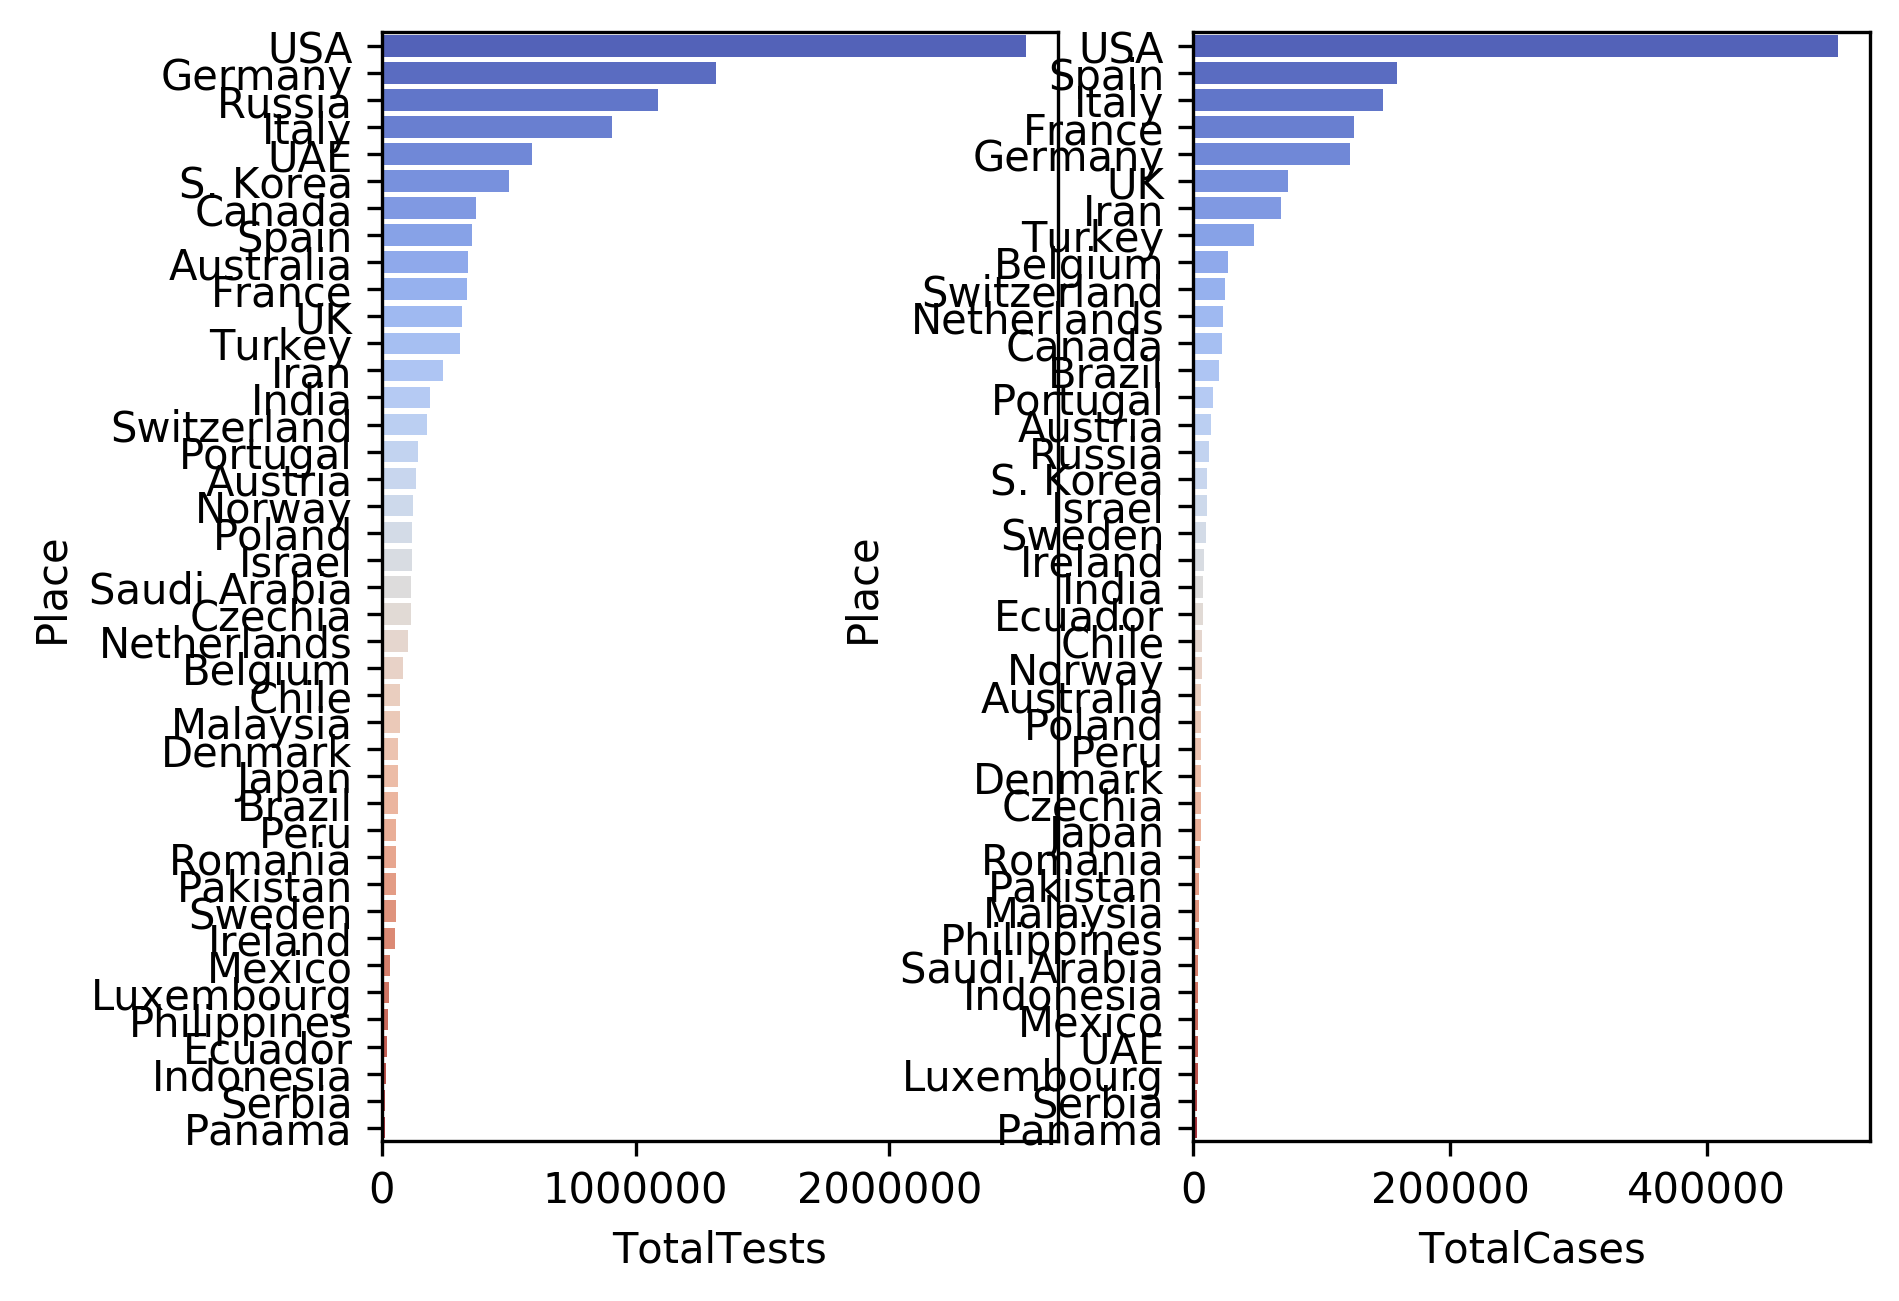 USA
Germany
Russia
Italy
UAE
S. Korea
Canada
Spain
Australia
France
UK
Turkey
Iran
India
Switzerland
Portugal
Austria
Norway
Poland
Israel
Saudi Arabia
Czechia
Netherlands
Belgium
Chile
Malaysia
Denmark
Japan
Brazil
Peru
Romania
Pakistan
Sweden
Ireland
Mexico
Luxembourg
Philippines
Ecuador
Indonesia
Serbia
Panama
Place
0 1000000 2000000
TotalTests
USA
Spain
Italy
France
Germany
UK
Iran
Turkey
Belgium
Switzerland
Netherlands
Canada
Brazil
Portugal
Austria
Russia
S. Korea
Israel
Sweden
Ireland
India
Ecuador
Chile
Norway
Australia
Poland
Peru
Denmark
Czechia
Japan
Romania
Pakistan
Malaysia
Philippines
Saudi Arabia
Indonesia
Mexico
UAE
Luxembourg
Serbia
Panama
Place
0 200000 400000
TotalCases